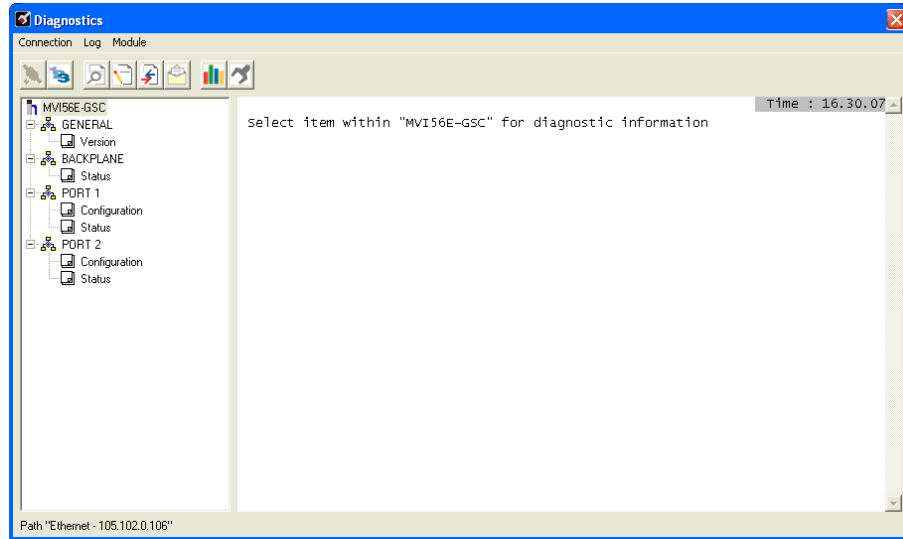 Diagnostics
Connection Log Module
MVI56E-GSC
GENERAL
Version
BACKPLANE
Status
PORT 1
Configuration
Status
PORT 2
Configuration
Status
Time : 16.30.07
Select item within "MVI56E-GSC" for diagnostic information
Path "Ethernet - 105.102.0.106"